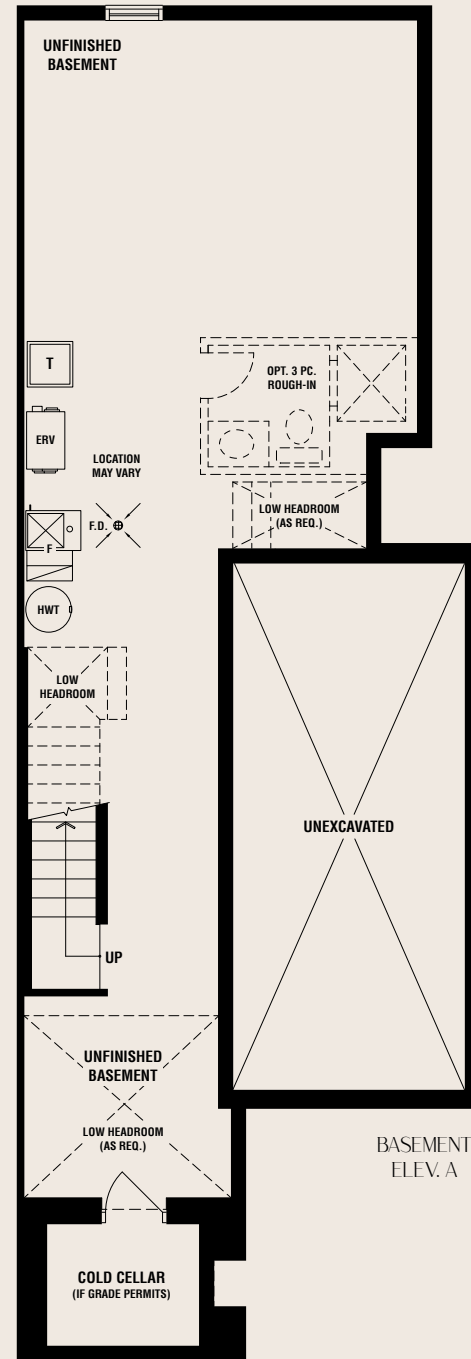 UNFINISHED
BASEMENT
T
OPT. 3 PC.
ROUGH-IN
ERV
LOCATION
MAY VARY
F.D.
LOW HEADROOM
(AS REQ.)
F
HWT
LOW
HEADROOM
UNEXCAVATED
UP
UNFINISHED
BASEMENT
LOW HEADROOM
(AS REQ.)
BASEMENT
ELEV. A
COLD CELLAR
(IF GRADE PERMITS)